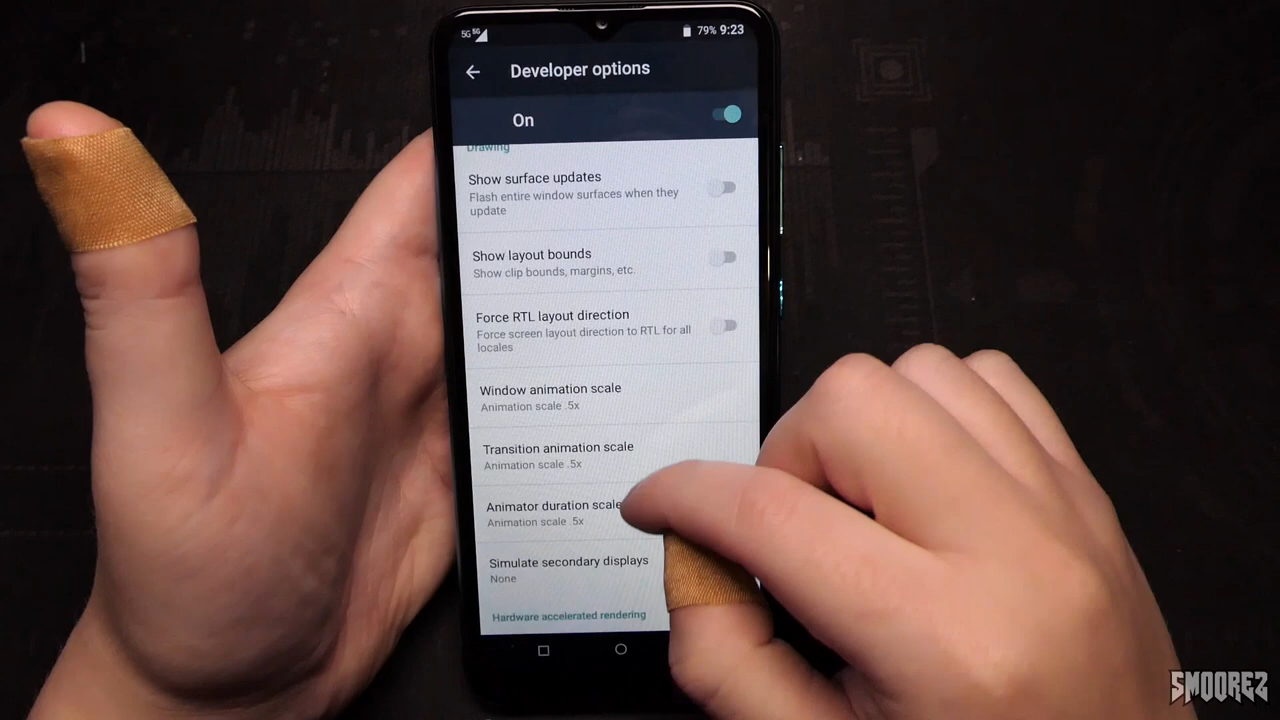 5G 5G 79% 9:23
Developer options
On
Drawing
Show surface updates
Flash entire window surfaces when they
update
Show layout bounds
Show clip bounds, margins, etc.
Force RTL layout direction
Force screen layout direction to RTL for all
locales
Window animation scale
Animation scale .5x
Transition animation scale
Animation scale .5x
Animator duration scale
Animation scale .5x
Simulate secondary displays
None
Hardware accelerated rendering
SMOOREZ